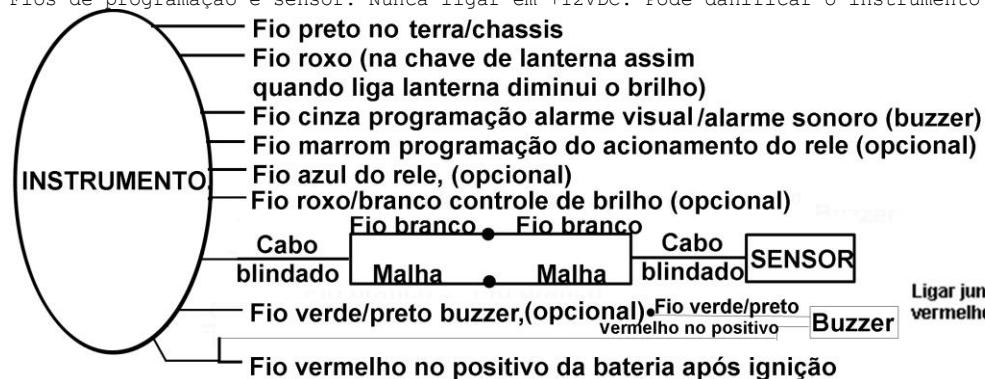 Fios de programação e sensor. Nunca ligar em +12VDC. Pode danificar o instrumento
Fio preto no terra/chassis
Fio roxo (na chave de lanterna assim
quando liga lanterna diminui o brilho)
Fio cinza programação alarme visual/alarme sonoro (buzzer)
Fio marrom programação do acionamento do rele (opcional)
INSTRUMENTO
Fio azul do rele, (opcional)
Fio roxo/branco controle de brilho (opcional)
Fio branco Fio branco
Cabo
blindado
Malha Malha
Cabo
blindado
SENSOR
Fio verde/preto buzzer,(opcional)
Fio verde/preto
Vermelho no positivo
Buzzer
Ligar jun
vermelh
Fio vermelho no positivo da bateria após ignição